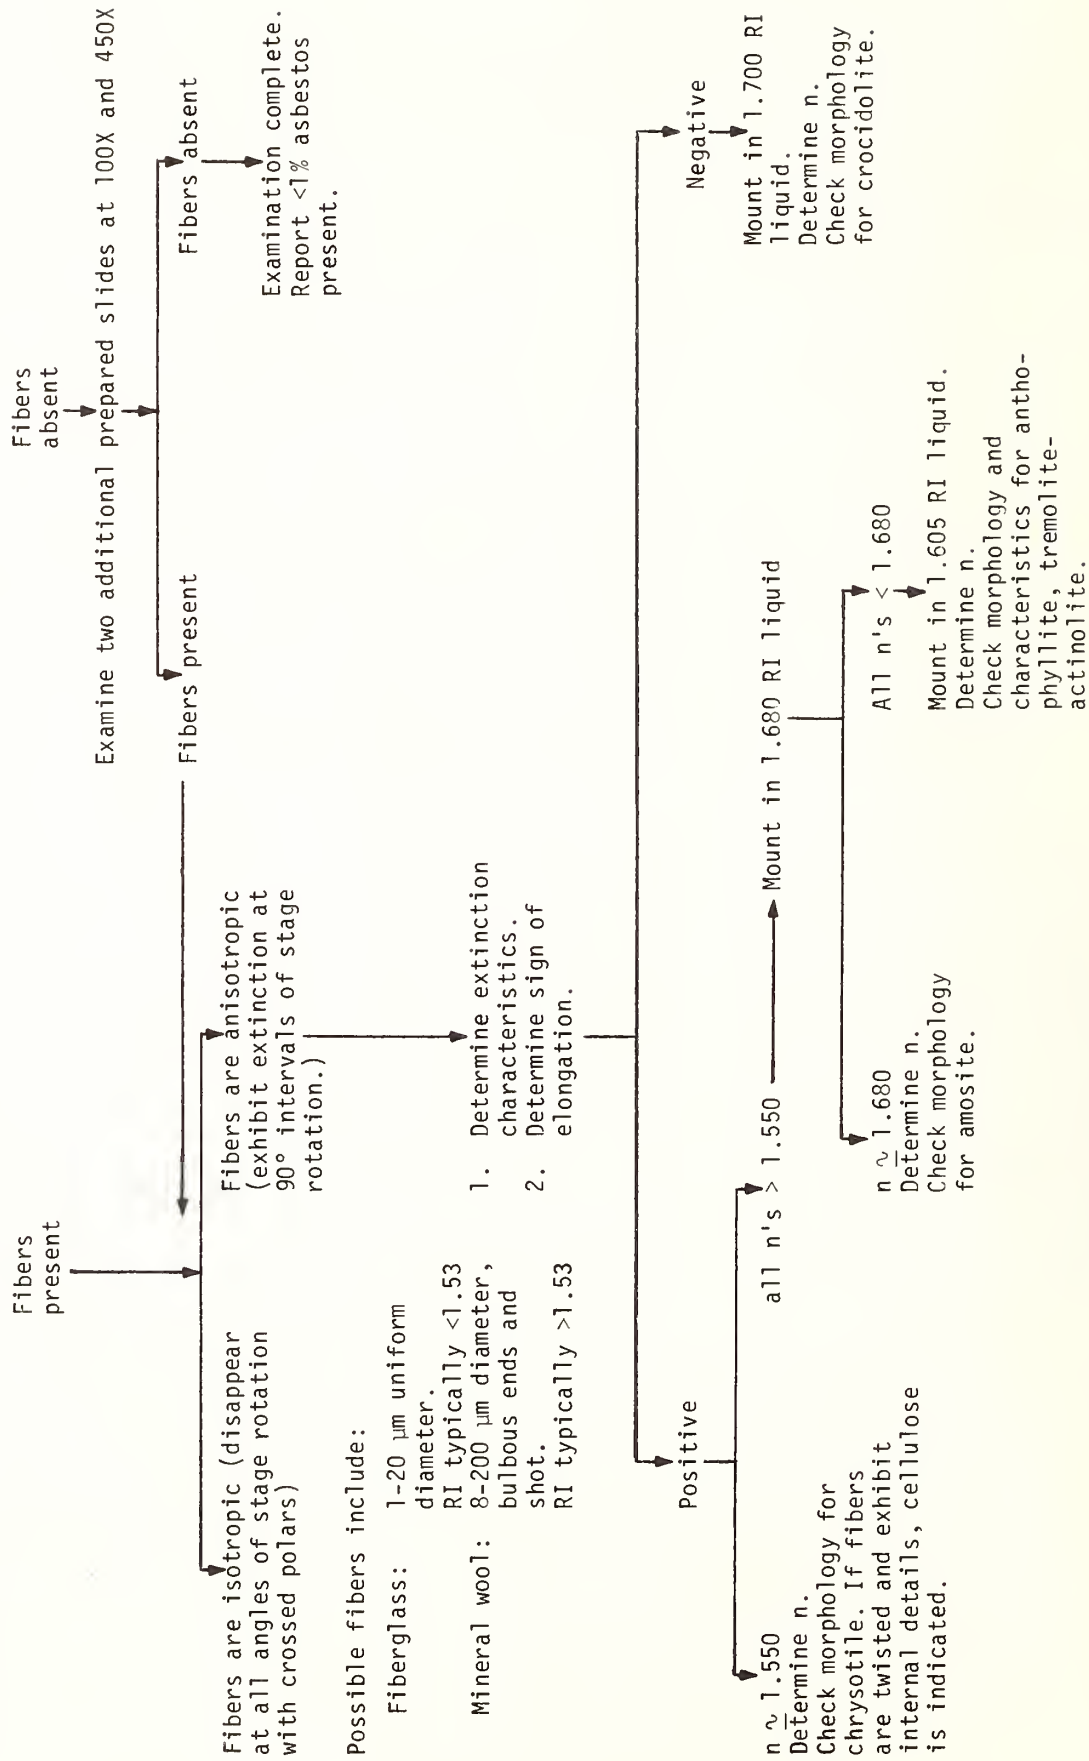 Fibers
present
Fibers
absent
Examine two additional prepared slides at 100X and 450X
Fibers present
Fibers absent
Examination complete.
Report <1% asbestos
present.
Fibers are isotropic (disappear
at all angles of stage rotation
with crossed polars)
Fibers are anisotropic
(exhibit extinction at
90° intervals of stage
rotation.)
Possible fibers include:
Fiberglass: 1-20 µm uniform
diameter.
RI typically <1.53
Mineral wool: 8-200 µm diameter,
bulbous ends and
shot.
RI typically >1.53
1. Determine extinction
characteristics.
2. Determine sign of
elongation.
Positive
Negative
Mount in 1.700 RI
liquid.
Determine n.
Check morphology
for crocidolite.
n ~ 1.550
Determine n.
Check morphology for
chrysotile. If fibers
are twisted and exhibit
internal details, cellulose
is indicated.
all n's > 1.550
Mount in 1.680 RI liquid
n ~ 1.680
Determine n.
Check morphology
for amosite.
All n's < 1.680
Mount in 1.605 RI liquid.
Determine n.
Check morphology and
characteristics for antho-
phyllite, tremolite-
actinolite.